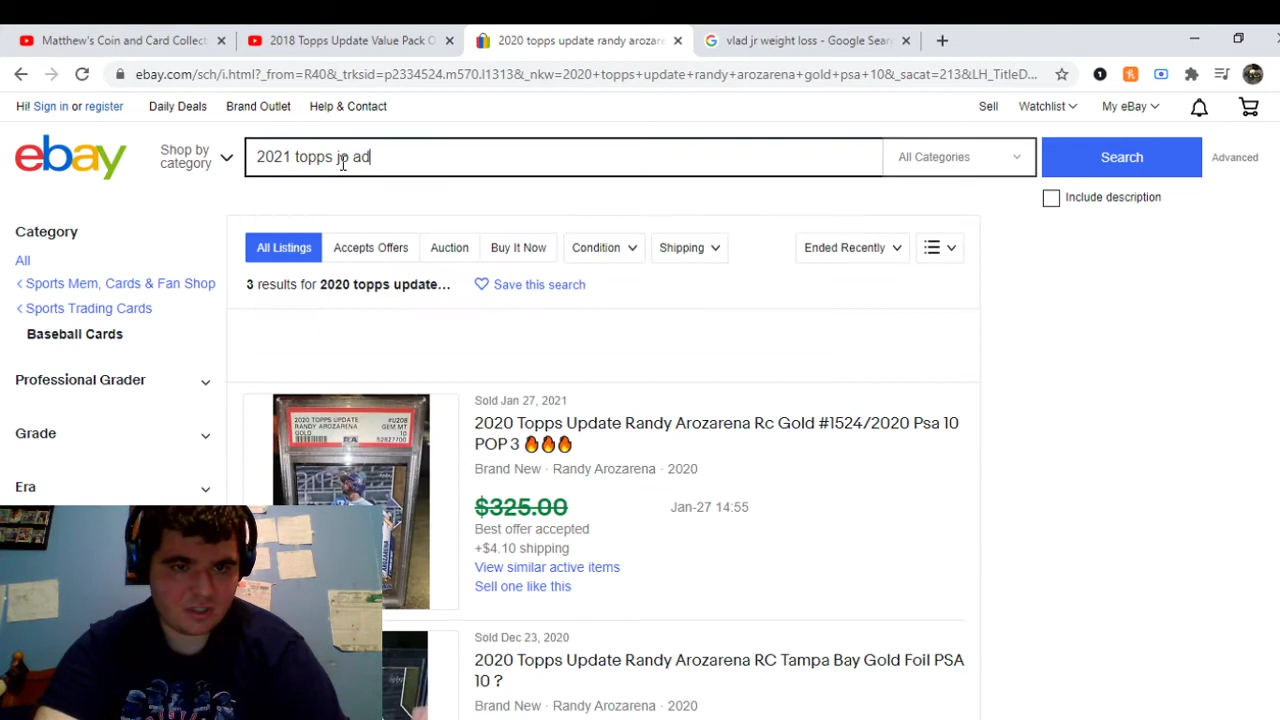 Matthew's Coin and Card Collect
2018 Topps Update Value Pack O
2020 topps update randy arozare
vlad jr weight loss - Google Sear
ebay.com/sch/i.html?_from=R40&_trksid=p2334524.m570.l1313&_nkw=2020+topps+update+randy+arozarena+gold+psa+10&_sacat=213&LH_TitleD...
Hi! Sign in or register
Daily Deals
Brand Outlet
Help & Contact
Sell
Watchlist
My eBay
ebay
Shop by
category
2021 topps jo ad
All Categories
Search
Advanced
Include description
Category
All
Sports Mem, Cards & Fan Shop
Sports Trading Cards
Baseball Cards
Professional Grader
Grade
Era
All Listings
Accepts Offers
Auction
Buy It Now
Condition
Shipping
Ended Recently
3 results for 2020 topps update...
Save this search
2020 TOPPS UPDATE #U208
RANDY AROZARENA GEM MT
GOLD 10
52827700
Sold Jan 27, 2021
2020 Topps Update Randy Arozarena Rc Gold #1524/2020 Psa 10
POP 3 🔥🔥🔥
Brand New · Randy Arozarena · 2020
$325.00
Jan-27 14:55
Best offer accepted
+$4.10 shipping
View similar active items
Sell one like this
Sold Dec 23, 2020
2020 Topps Update Randy Arozarena RC Tampa Bay Gold Foil PSA
10 ?
Brand New · Randy Arozarena · 2020